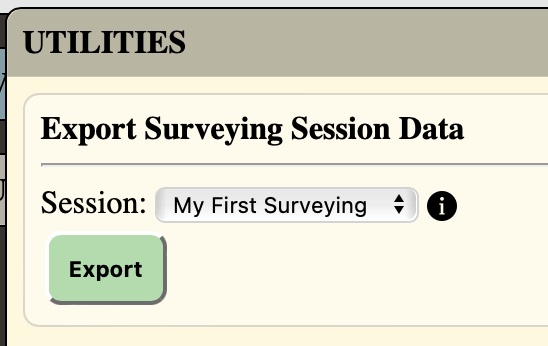 UTILITIES
Export Surveying Session Data
Session: My First Surveying
Export